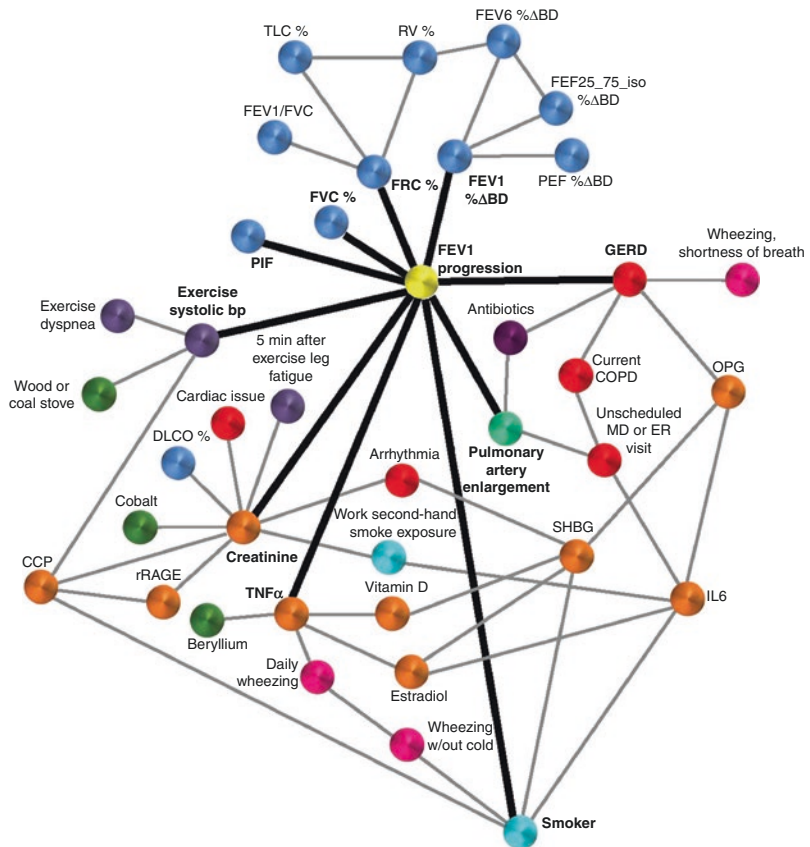 FEV6 %ΔBD
TLC %
RV %
FEF25_75_iso
%ΔBD
FEV1/FVC
FRC %
FEV1
%ΔBD
PEF %ΔBD
FVC %
PIF
FEV1
progression
GERD
Wheezing,
shortness of breath
Exercise
dyspnea
Exercise
systolic bp
Antibiotics
5 min after
exercise leg
fatigue
Current
COPD
OPG
Wood or
coal stove
Cardiac issue
Unscheduled
MD or ER
visit
DLCO %
Arrhythmia
Pulmonary
artery
enlargement
Cobalt
Creatinine
Work second-hand
smoke exposure
SHBG
CCP
rRAGE
TNFα
Vitamin D
IL6
Beryllium
Daily
wheezing
Estradiol
Wheezing
w/out cold
Smoker